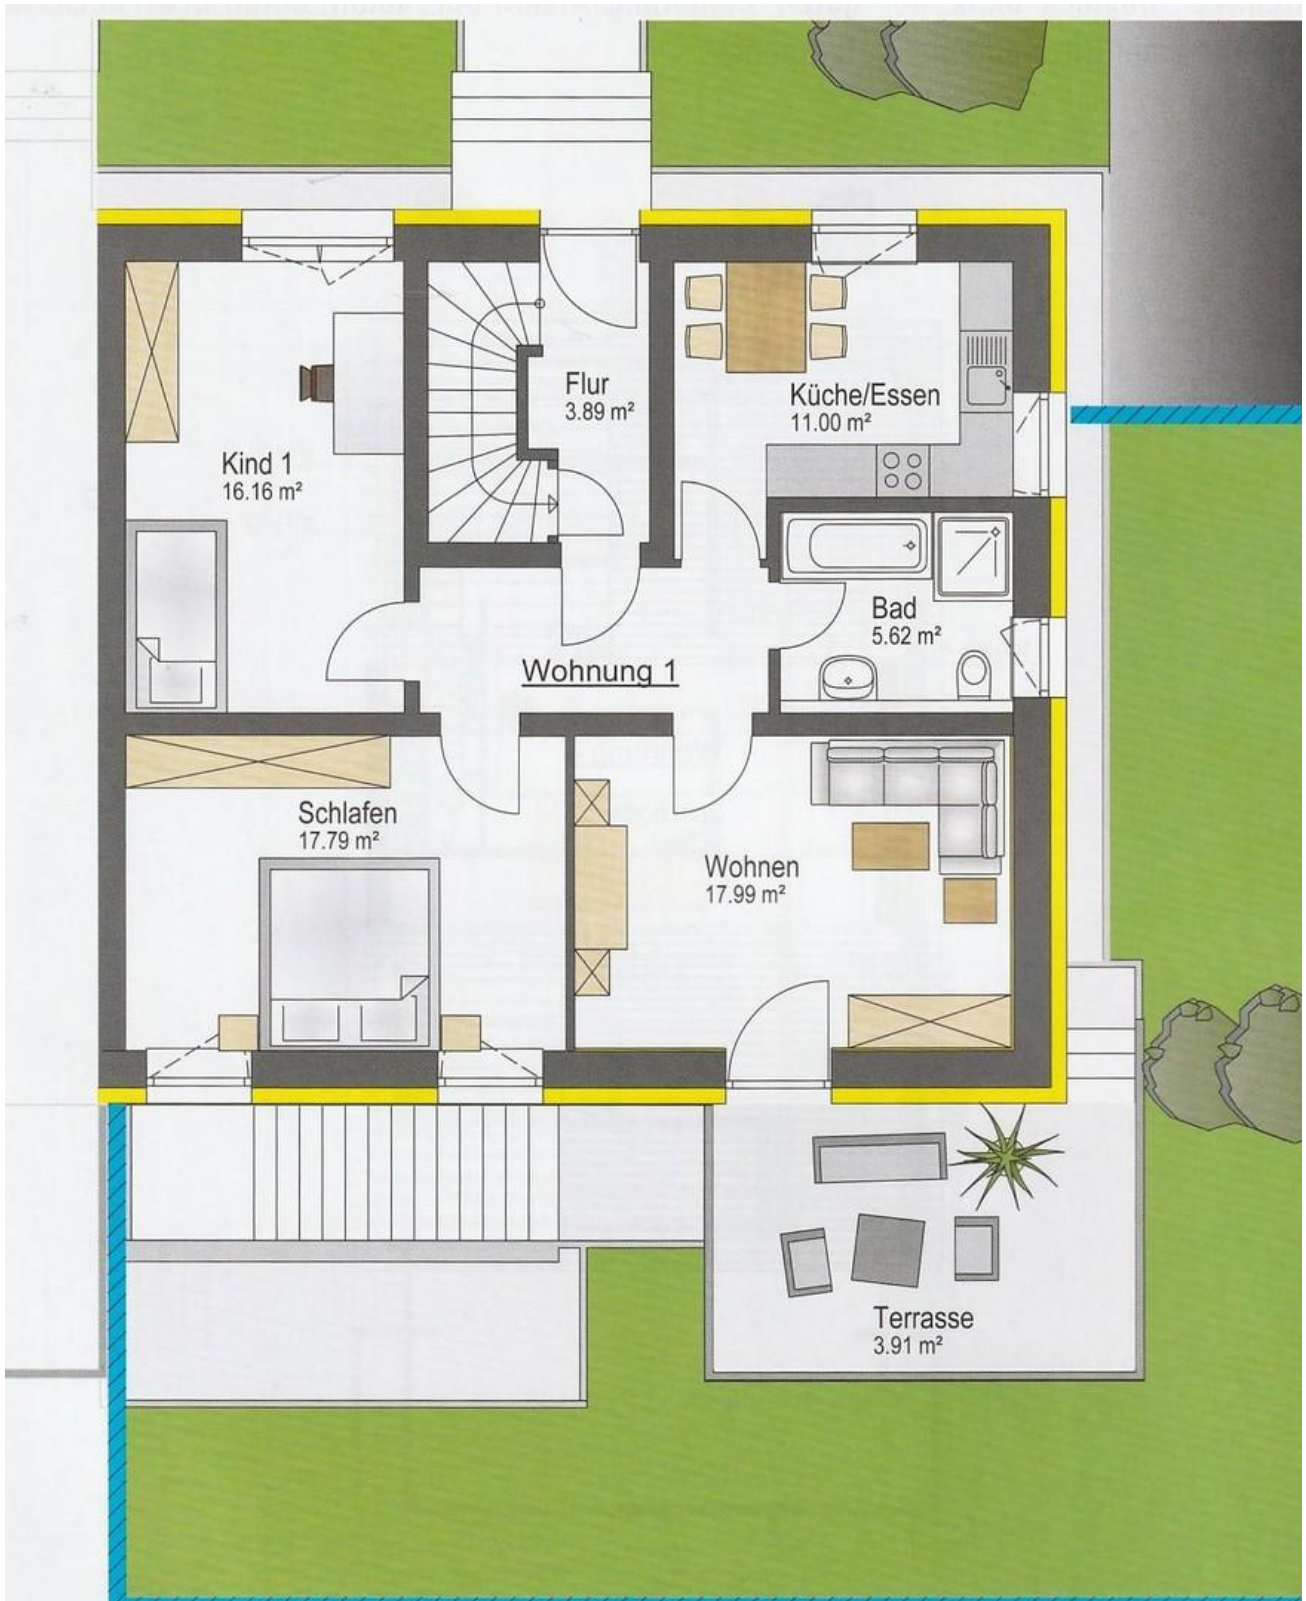 Flur
3.89 m²
Küche/Essen
11.00 m²
Kind 1
16.16 m²
Bad
5.62 m²
Wohnung 1
Schlafen
17.79 m²
Wohnen
17.99 m²
Terrasse
3.91 m²